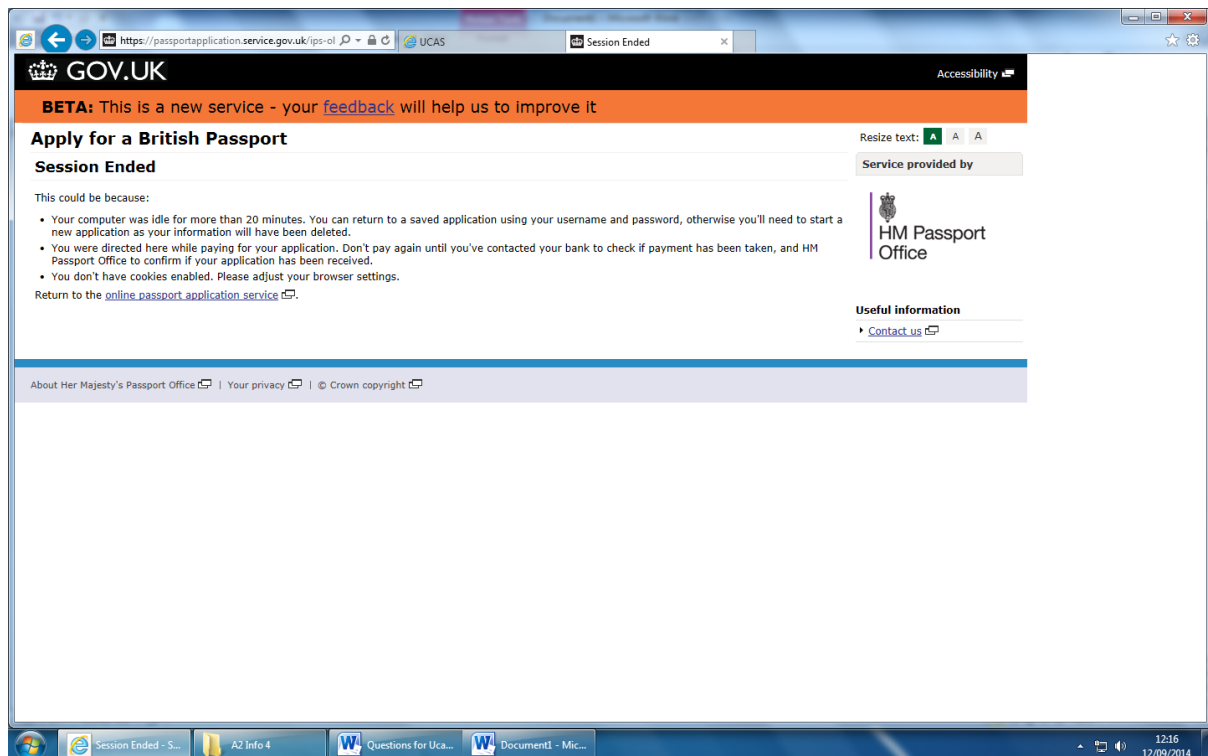 https://passportapplication.service.gov.uk/ips-ol
UCAS
Session Ended
GOV.UK
Accessibility
BETA: This is a new service - your feedback will help us to improve it
Apply for a British Passport
Resize text: A A A
Session Ended
Service provided by
This could be because:
• Your computer was idle for more than 20 minutes. You can return to a saved application using your username and password, otherwise you'll need to start a
new application as your information will have been deleted.
• You were directed here while paying for your application. Don't pay again until you've contacted your bank to check if payment has been taken, and HM
Passport Office to confirm if your application has been received.
• You don't have cookies enabled. Please adjust your browser settings.
Return to the online passport application service.
HM Passport
Office
Useful information
Contact us
About Her Majesty's Passport Office | Your privacy | © Crown copyright
Session Ended - S...
A2 Info 4
Questions for Uca...
Document1 - Mic...
12:16
12/09/2014